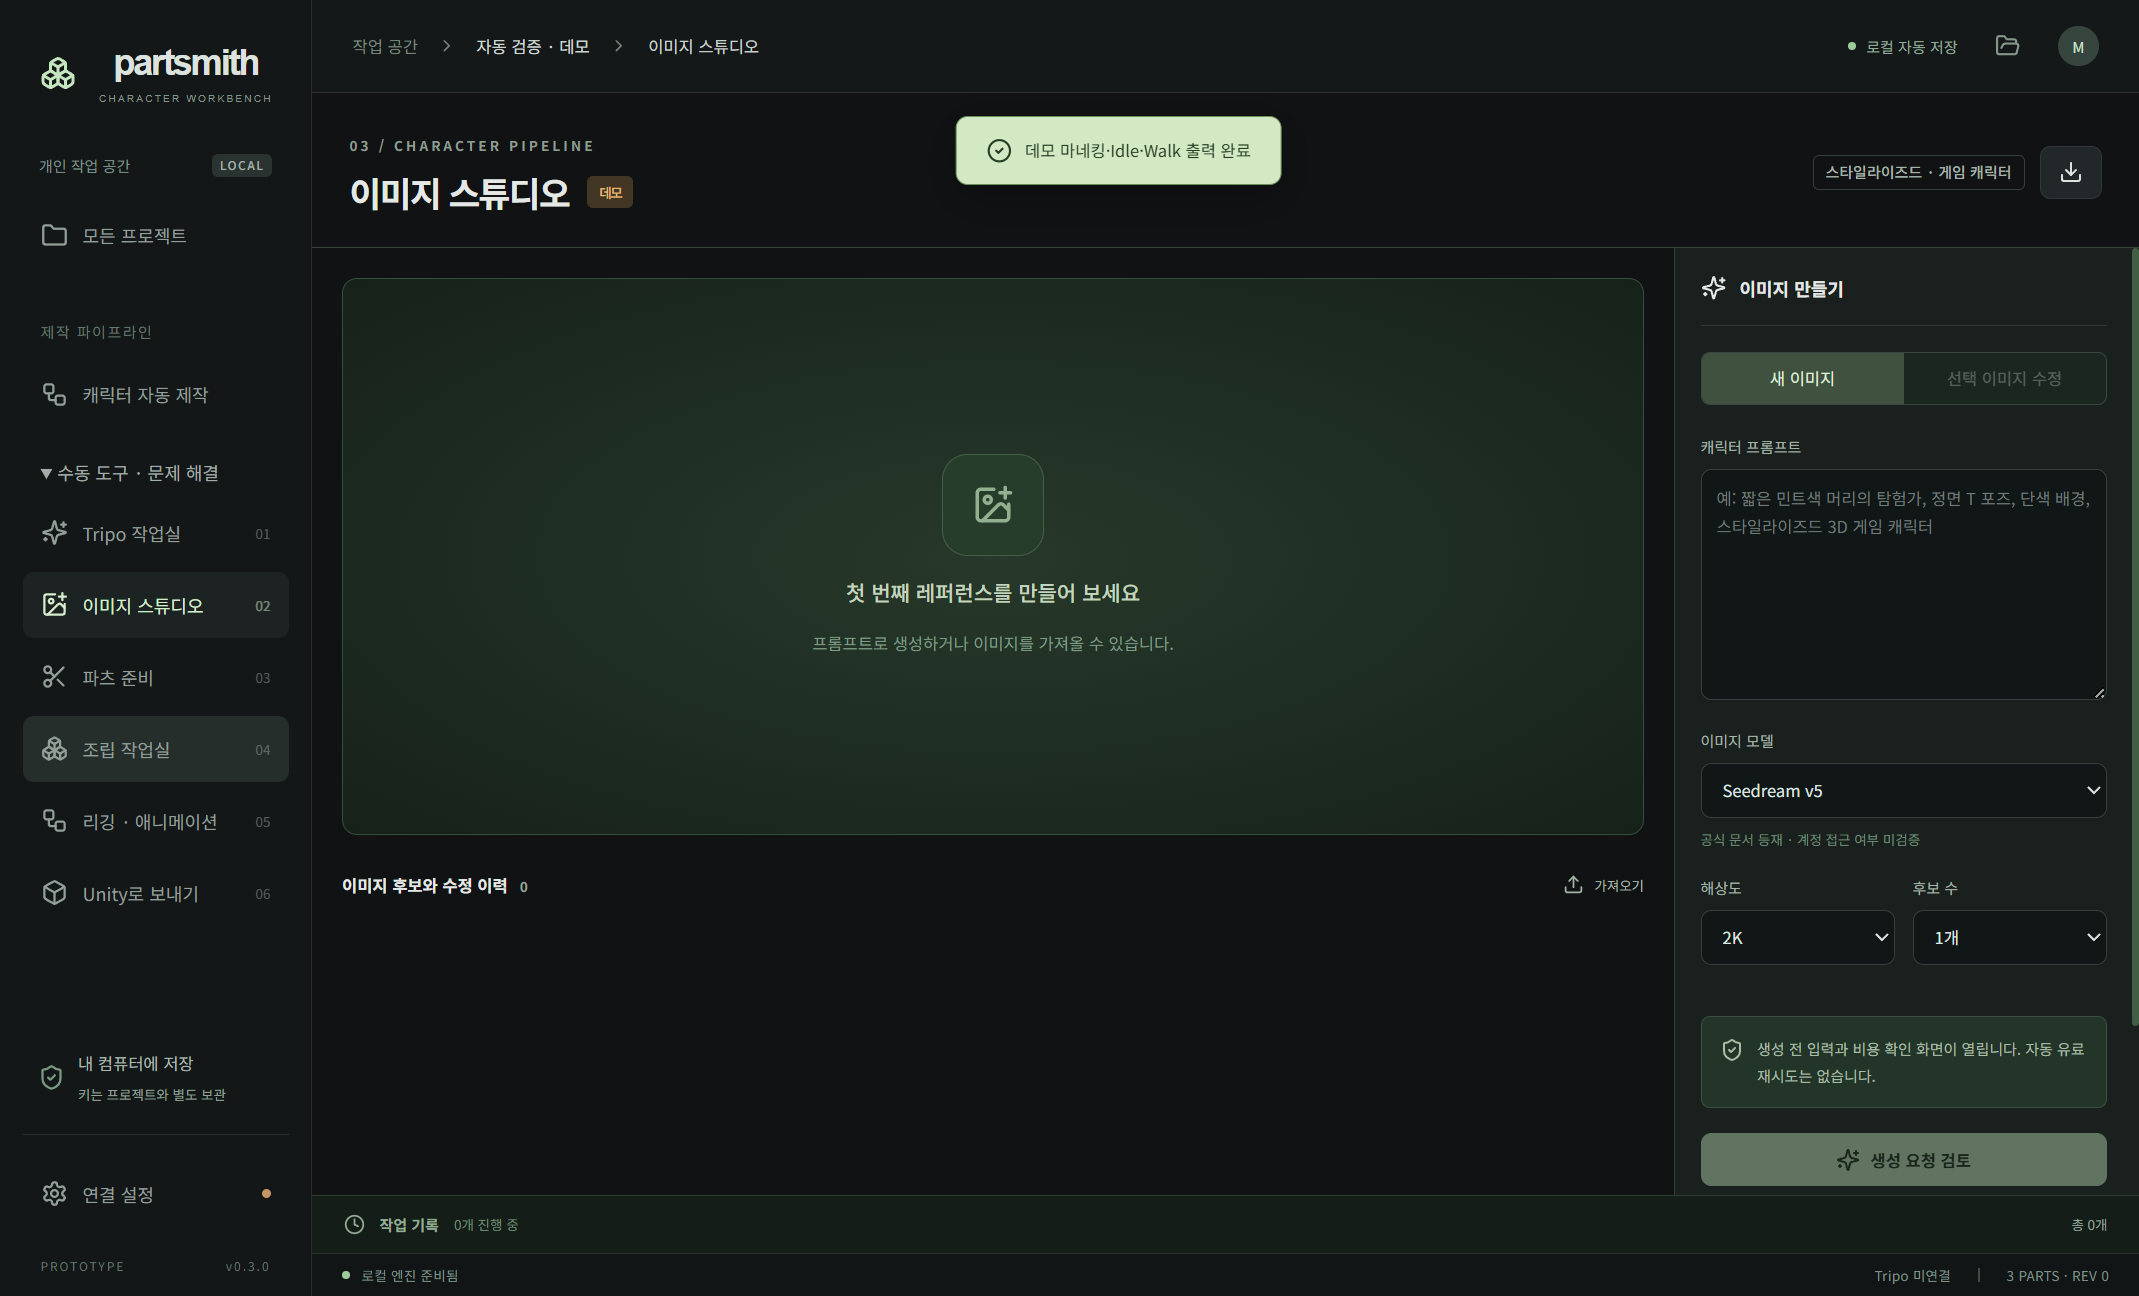 partsmith
CHARACTER WORKBENCH
개인 작업 공간
LOCAL
모든 프로젝트
제작 파이프라인
캐릭터 자동 제작
▼수동 도구 · 문제 해결
Tripo 작업실 01
이미지 스튜디오 02
파츠 준비 03
조립 작업실 04
리깅 · 애니메이션 05
Unity로 보내기 06
내 컴퓨터에 저장
키는 프로젝트와 별도 보관
연결 설정
PROTOTYPE v0.3.0
작업 공간 > 자동 검증 · 데모 > 이미지 스튜디오
로컬 자동 저장
M
03 / CHARACTER PIPELINE
이미지 스튜디오 데모
데모 마네킹·Idle·Walk 출력 완료
스타일라이즈드 · 게임 캐릭터
첫 번째 레퍼런스를 만들어 보세요
프롬프트로 생성하거나 이미지를 가져올 수 있습니다.
이미지 후보와 수정 이력 0
가져오기
이미지 만들기
새 이미지
선택 이미지 수정
캐릭터 프롬프트
예: 짧은 민트색 머리의 탐험가, 정면 T 포즈, 단색 배경,
스타일라이즈드 3D 게임 캐릭터
이미지 모델
Seedream v5
공식 문서 등재 · 계정 접근 여부 미검증
해상도
후보 수
2K
1개
생성 전 입력과 비용 확인 화면이 열립니다. 자동 유료
재시도는 없습니다.
생성 요청 검토
작업 기록 0개 진행 중
총 0개
로컬 엔진 준비됨
Tripo 미연결 | 3 PARTS · REV 0